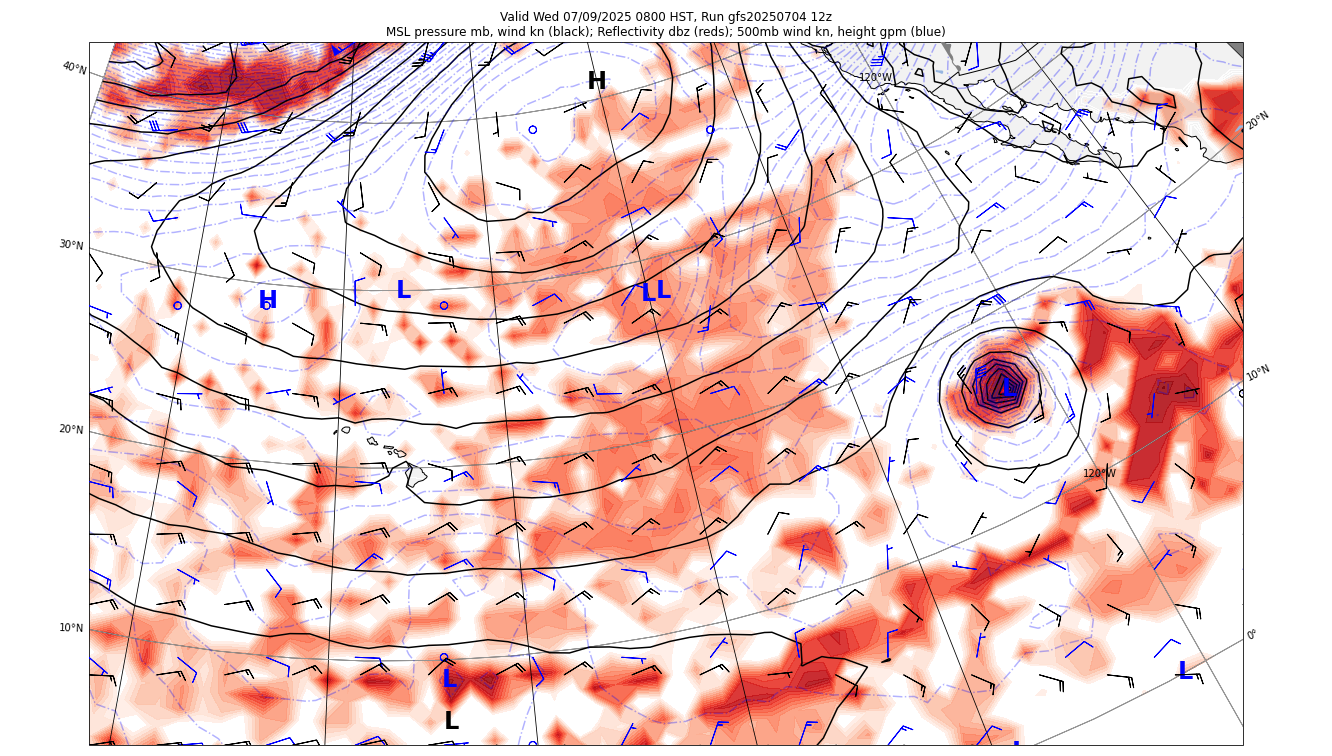 Valid Wed 07/09/2025 0800 HST, Run gfs20250704 12z
MSL pressure mb, wind kn (black); Reflectivity dbz (reds); 500mb wind kn, height gpm (blue)
40°N
H
120°W
20°N
30°N
H
L
LL
10°N
20°N
120°W
10°N
0°
L
L
L